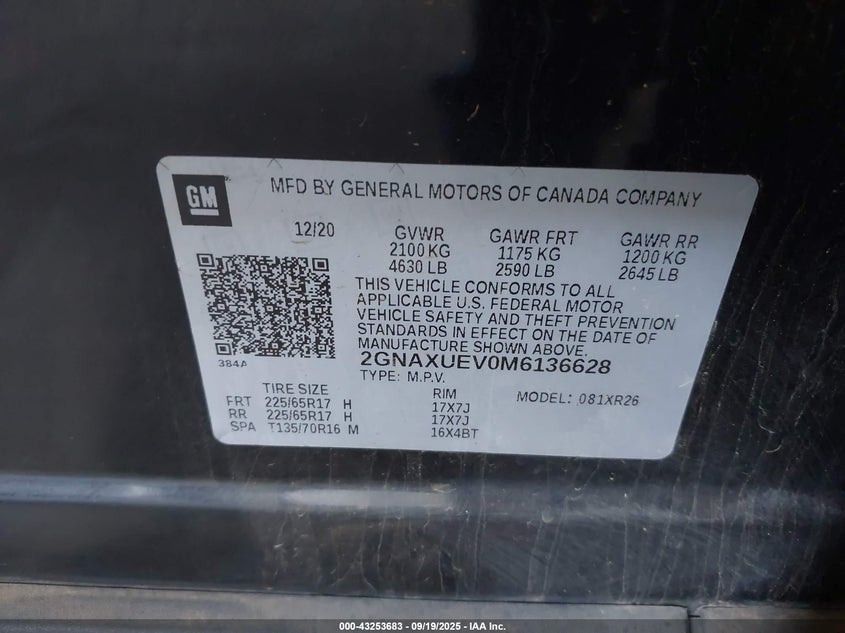 GM
MFD BY GENERAL MOTORS OF CANADA COMPANY
12/20 GVWR GAWR FRT GAWR RR
2100 KG 1175 KG 1200 KG
4630 LB 2590 LB 2645 LB
THIS VEHICLE CONFORMS TO ALL
APPLICABLE U.S. FEDERAL MOTOR
VEHICLE SAFETY AND THEFT PREVENTION
STANDARDS IN EFFECT ON THE DATE OF
MANUFACTURE SHOWN ABOVE.
384A
2GNAXUEV0M6136628
TYPE: M.P.V.
TIRE SIZE RIM MODEL: 081XR26
FRT 225/65R17 H 17X7J
RR 225/65R17 H 17X7J
SPA T135/70R16 M 16X4BT
000-43253683 - 09/19/2025 - IAA Inc.